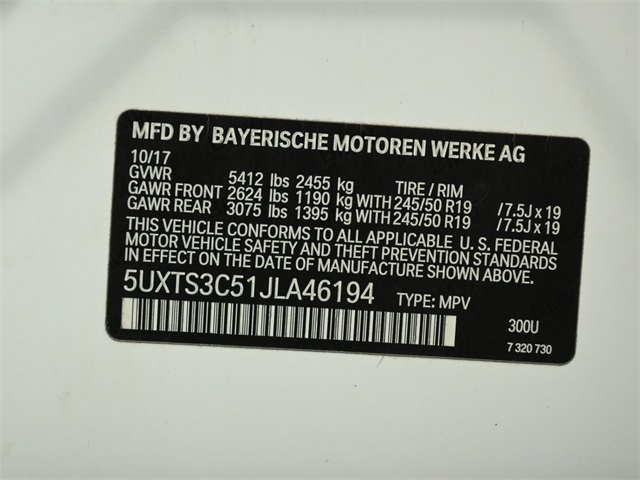 MFD BY BAYERISCHE MOTOREN WERKE AG
10/17
GVWR 5412 lbs 2455 kg TIRE / RIM
GAWR FRONT 2624 lbs 1190 kg WITH 245/50 R19 /7.5J x 19
GAWR REAR 3075 lbs 1395 kg WITH 245/50 R19 /7.5J x 19
THIS VEHICLE CONFORMS TO ALL APPLICABLE U. S. FEDERAL
MOTOR VEHICLE SAFETY AND THEFT PREVENTION STANDARDS
IN EFFECT ON THE DATE OF MANUFACTURE SHOWN ABOVE.
5UXTS3C51JLA46194 TYPE: MPV
300U
7 320 730